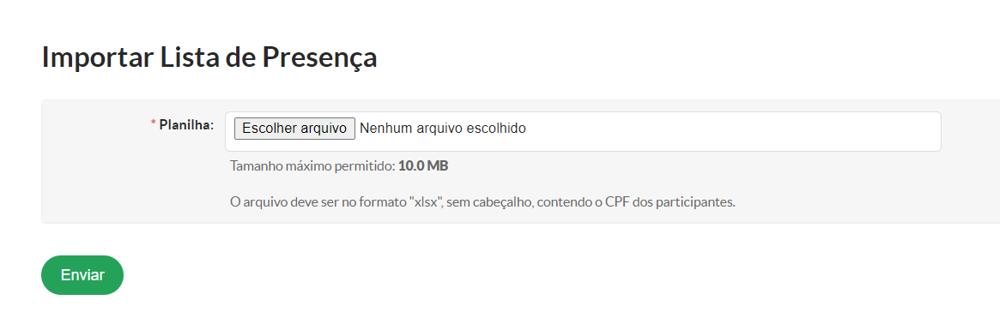 Importar Lista de Presença
* Planilha: Escolher arquivo Nenhum arquivo escolhido
Tamanho máximo permitido: 10.0 MB
O arquivo deve ser no formato "xlsx", sem cabeçalho, contendo o CPF dos participantes.
Enviar